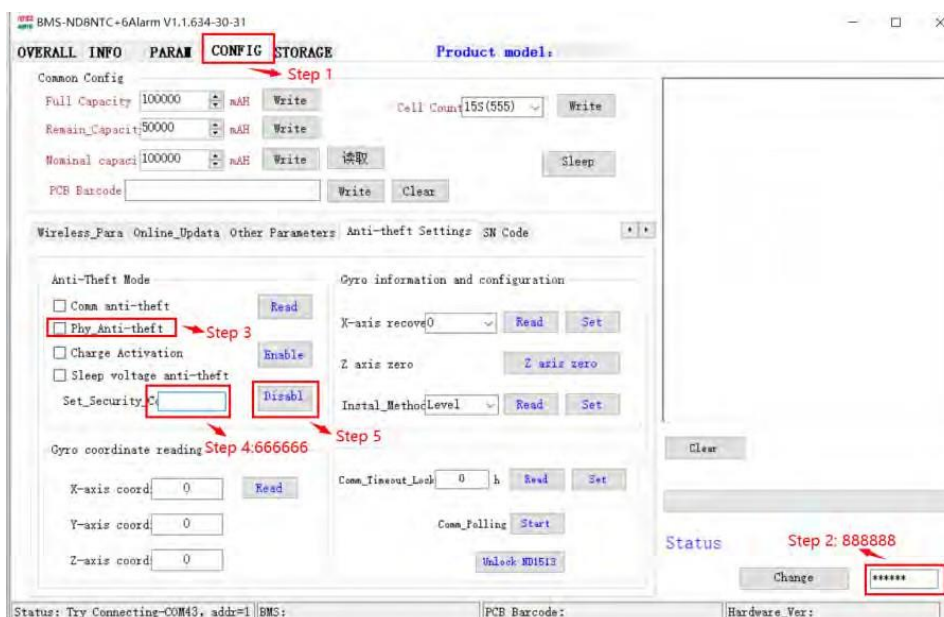 BMS-ND8NTC+6Alarm V1.1.634-30-31
OVERALL INFO PARAM CONFIG STORAGE Product model:
Step 1
Common Config
Full Capacity 100000 mAH Write Cell Count 15S(555) Write
Remain_Capacit 50000 mAH Write
Nominal capaci 100000 mAH Write 读取 Sleep
PCB Barcode Write Clear
Wireless_Para Online_Updata Other Parameters Anti-theft Settings SN Code
Anti-Theft Mode Gyro information and configuration
Comm anti-theft Read
Phy_Anti-theft Step 3 X-axis recove 0 Read Set
Charge Activation Enable
Z axis zero Z axis zero
Sleep voltage anti-theft
Set_Security_C Disabl Instal_Method Level Read Set
Step 4:666666 Step 5
Gyro coordinate reading Clear
X-axis coord 0 Read Comm_Timeout_Lock 0 h Read Set
Y-axis coord 0 Comm_Polling Start
Status Step 2: 888888
Z-axis coord 0 Unlock ND1513
Change ******
Status: Try Connecting-COM43, addr=1 BMS: PCB Barcode: Hardware_Ver: